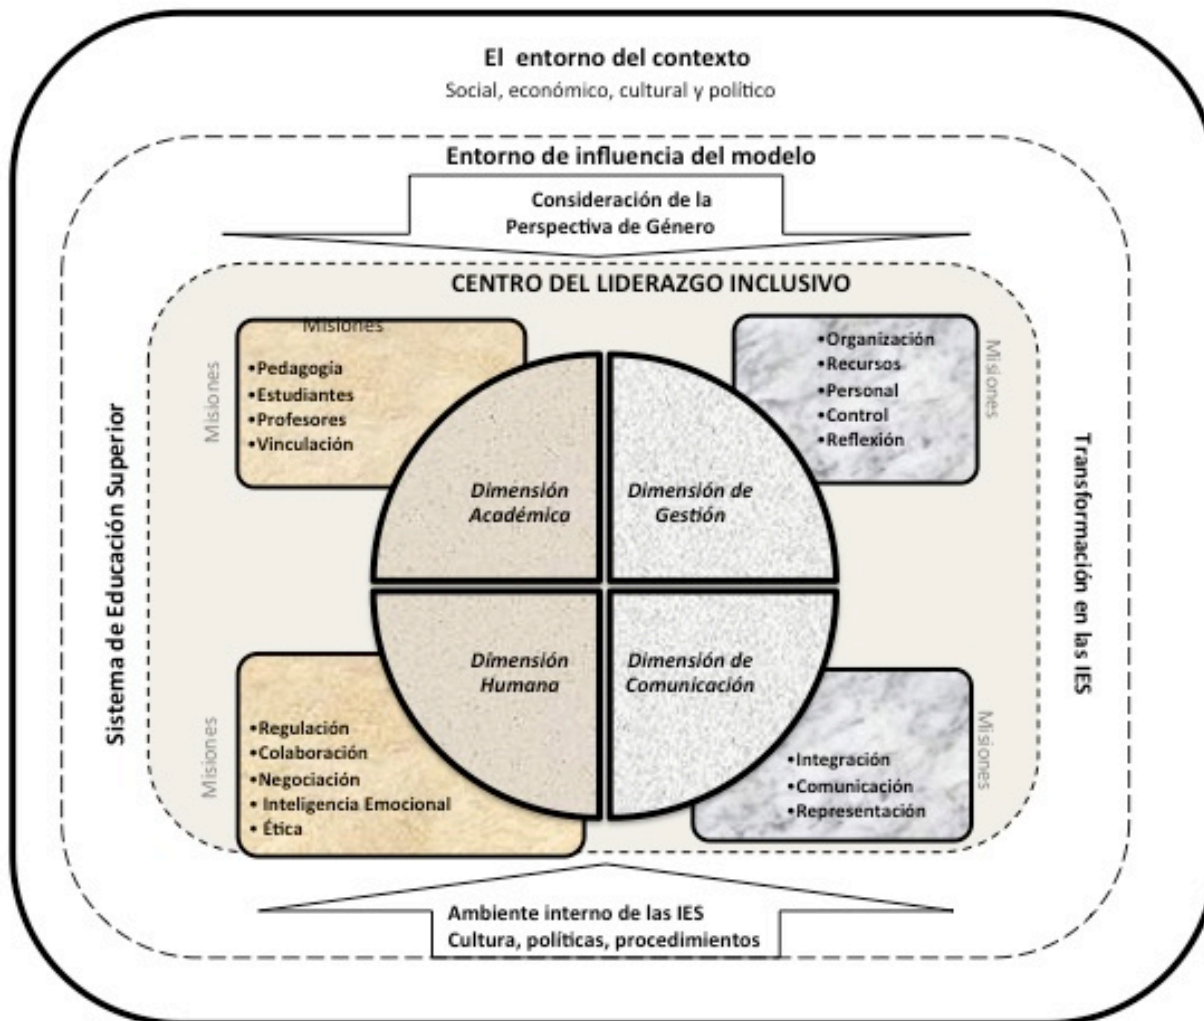 El entorno del contexto
Social, económico, cultural y político
Entorno de influencia del modelo
Consideración de la
Perspectiva de Género
CENTRO DEL LIDERAZGO INCLUSIVO
Misiones
Misiones
•Pedagogía
•Estudiantes
•Profesores
•Vinculación
•Organización
•Recursos
•Personal
•Control
•Reflexión
Misiones
Sistema de Educación Superior
Transformación en las IES
Dimensión
Académica
Dimensión de
Gestión
Dimensión
Humana
Dimensión de
Comunicación
Misiones
•Regulación
•Colaboración
•Negociación
• Inteligencia Emocional
• Ética
•Integración
•Comunicación
•Representación
Misiones
Ambiente interno de las IES
Cultura, políticas, procedimientos